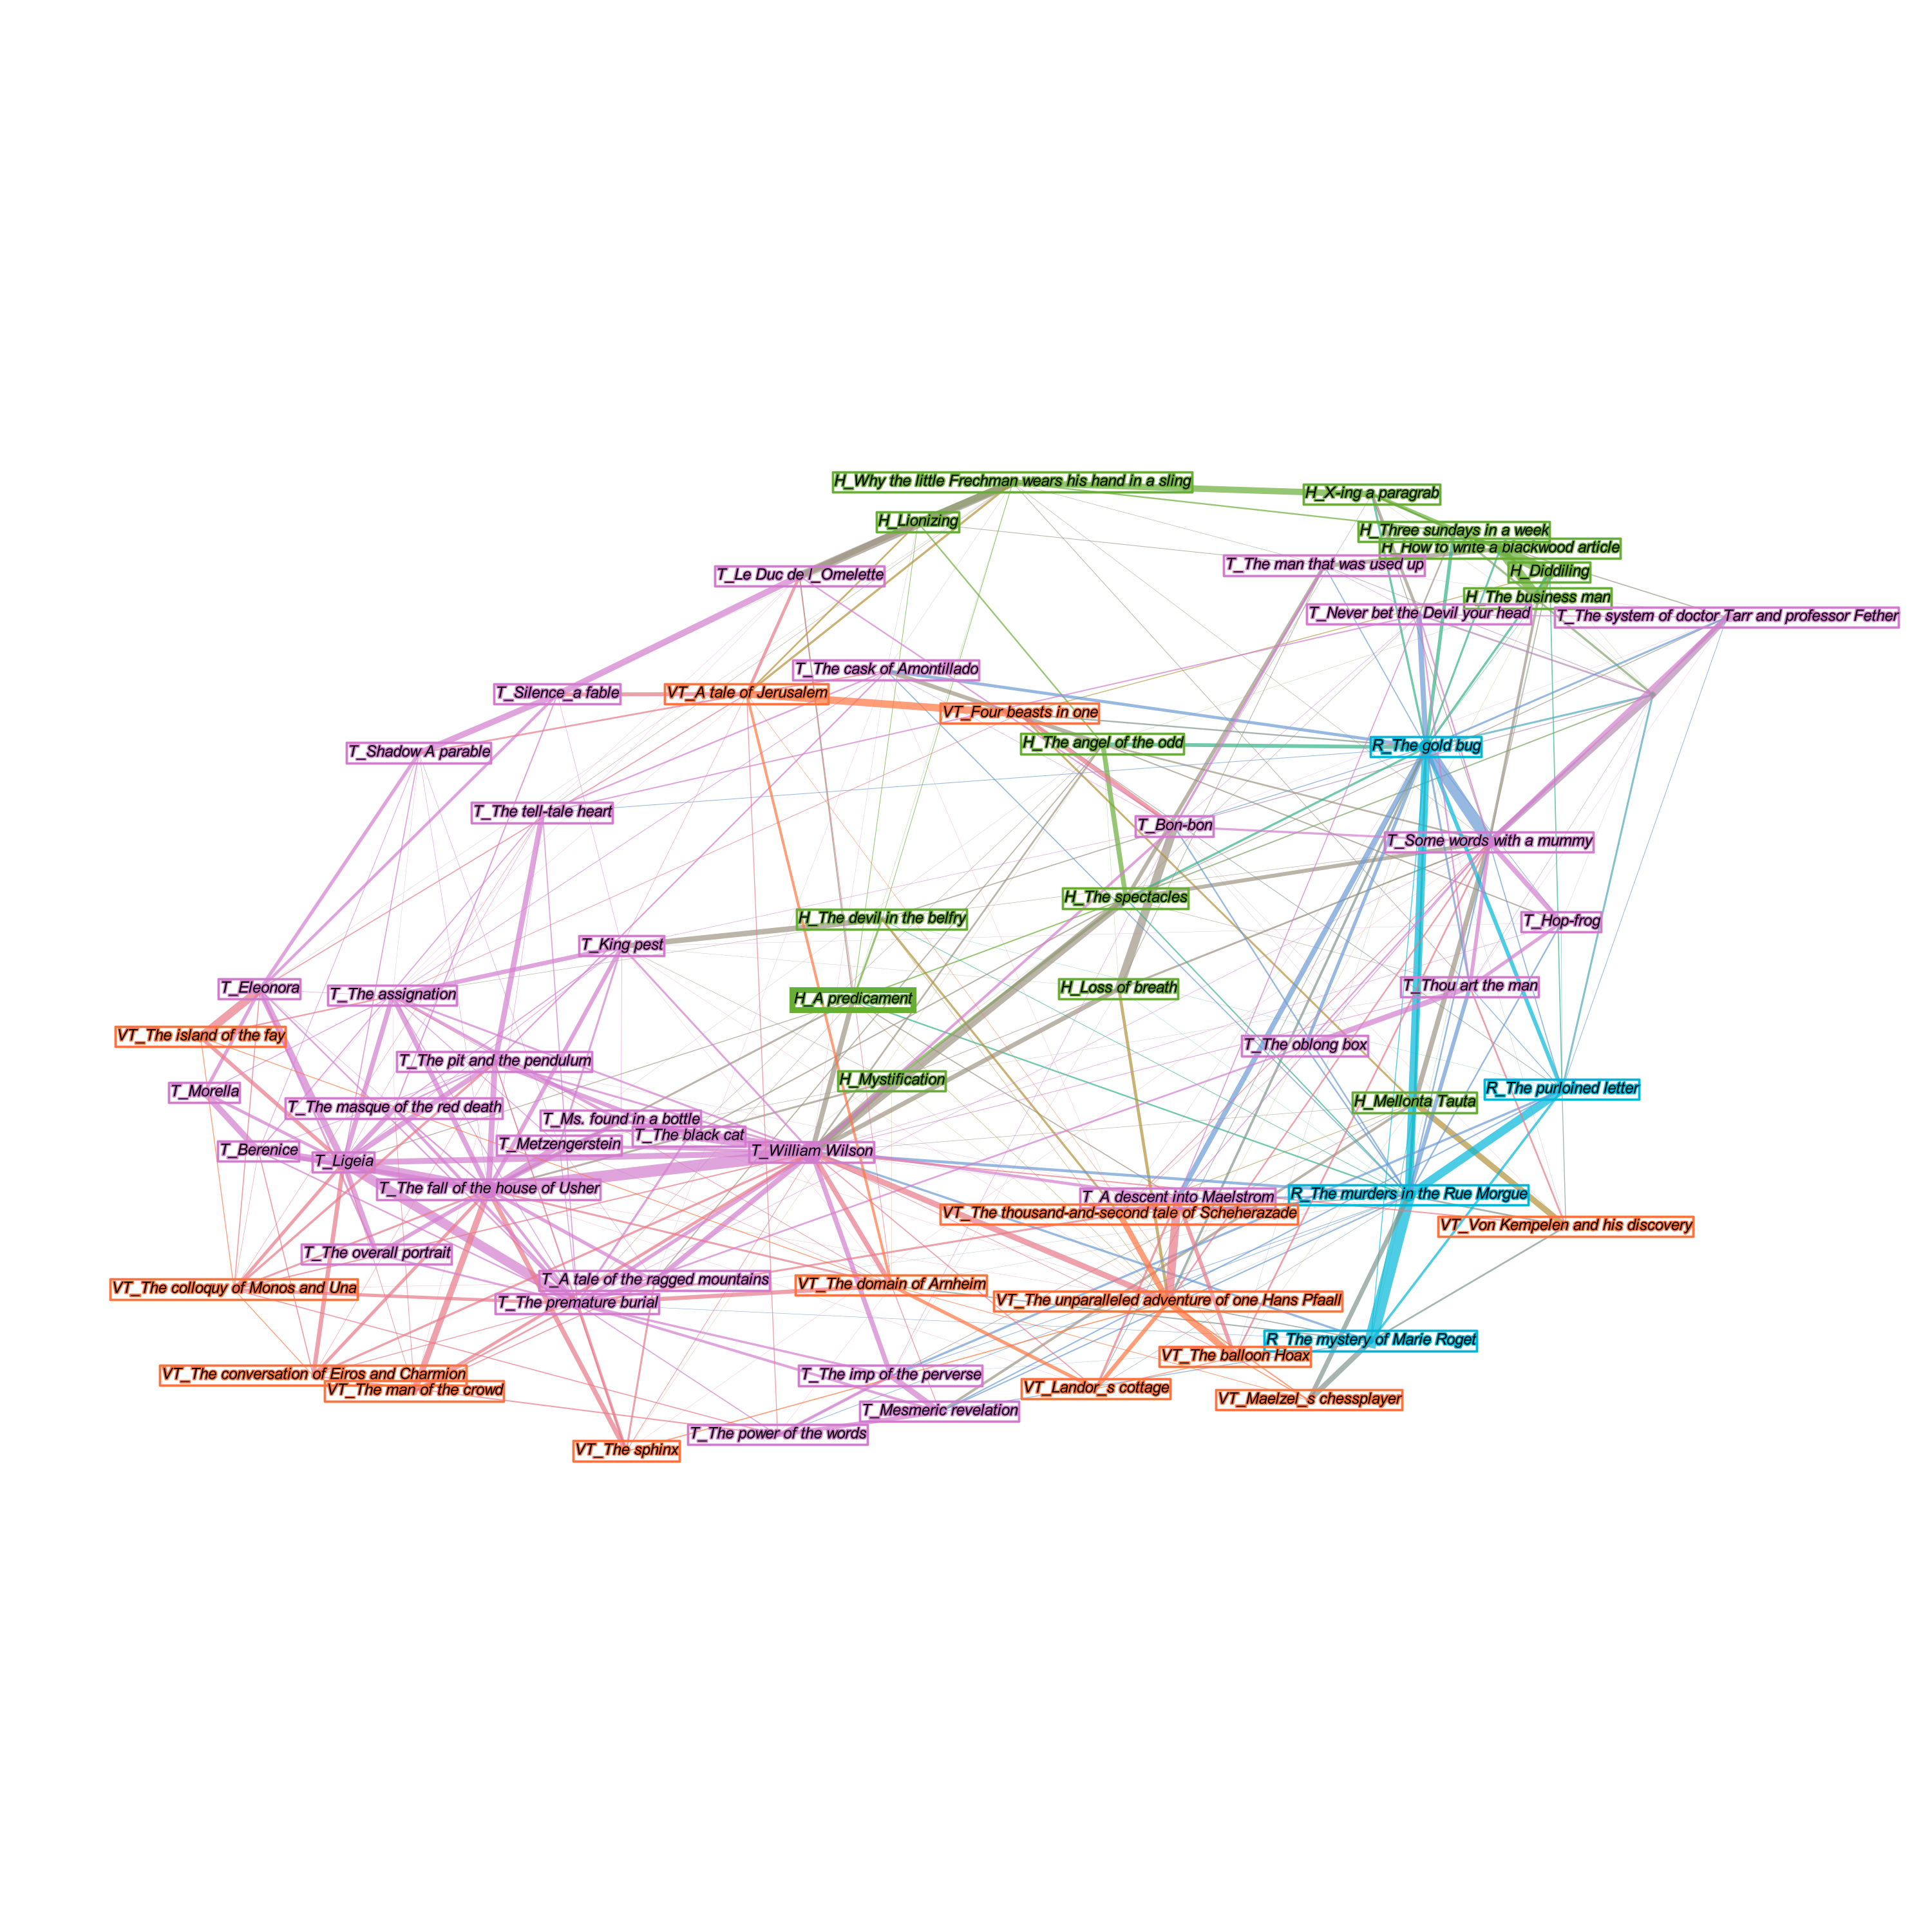 H_Why the little Frechman wears his hand in a sling
H_X-ing a paragrab
H_Lionizing
H_Three sundays in a week
H_How to write a blackwood article
T_The man that was used up
H_Diddiling
T_Le Duc de l_Omelette
H_The business man
T_Never bet the Devil your head
T_The system of doctor Tarr and professor Fether
T_The cask of Amontillado
T_Silence_a fable
VT_A tale of Jerusalem
VT_Four beasts in one
H_The angel of the odd
R_The gold bug
T_Shadow A parable
T_The tell-tale heart
T_Bon-bon
T_Some words with a mummy
H_The spectacles
H_The devil in the belfry
T_Hop-frog
T_King pest
T_Eleonora
T_The assignation
H_A predicament
H_Loss of breath
T_Thou art the man
VT_The island of the fay
T_The oblong box
T_The pit and the pendulum
H_Mystification
T_Morella
R_The purloined letter
T_The masque of the red death
H_Mellonta Tauta
T_Ms. found in a bottle
T_The black cat
T_Metzengerstein
T_Berenice
T_William Wilson
T_Ligeia
T_The fall of the house of Usher
T_A descent into Maelstrom
R_The murders in the Rue Morgue
VT_The thousand-and-second tale of Scheherazade
VT_Von Kempelen and his discovery
T_The overall portrait
T_A tale of the ragged mountains
VT_The colloquy of Monos and Una
VT_The domain of Arnheim
T_The premature burial
VT_The unparalleled adventure of one Hans Pfaall
R_The mystery of Marie Roget
VT_The balloon Hoax
VT_The conversation of Eiros and Charmion
T_The imp of the perverse
VT_The man of the crowd
VT_Landor_s cottage
VT_Maelzel_s chessplayer
T_Mesmeric revelation
T_The power of the words
VT_The sphinx